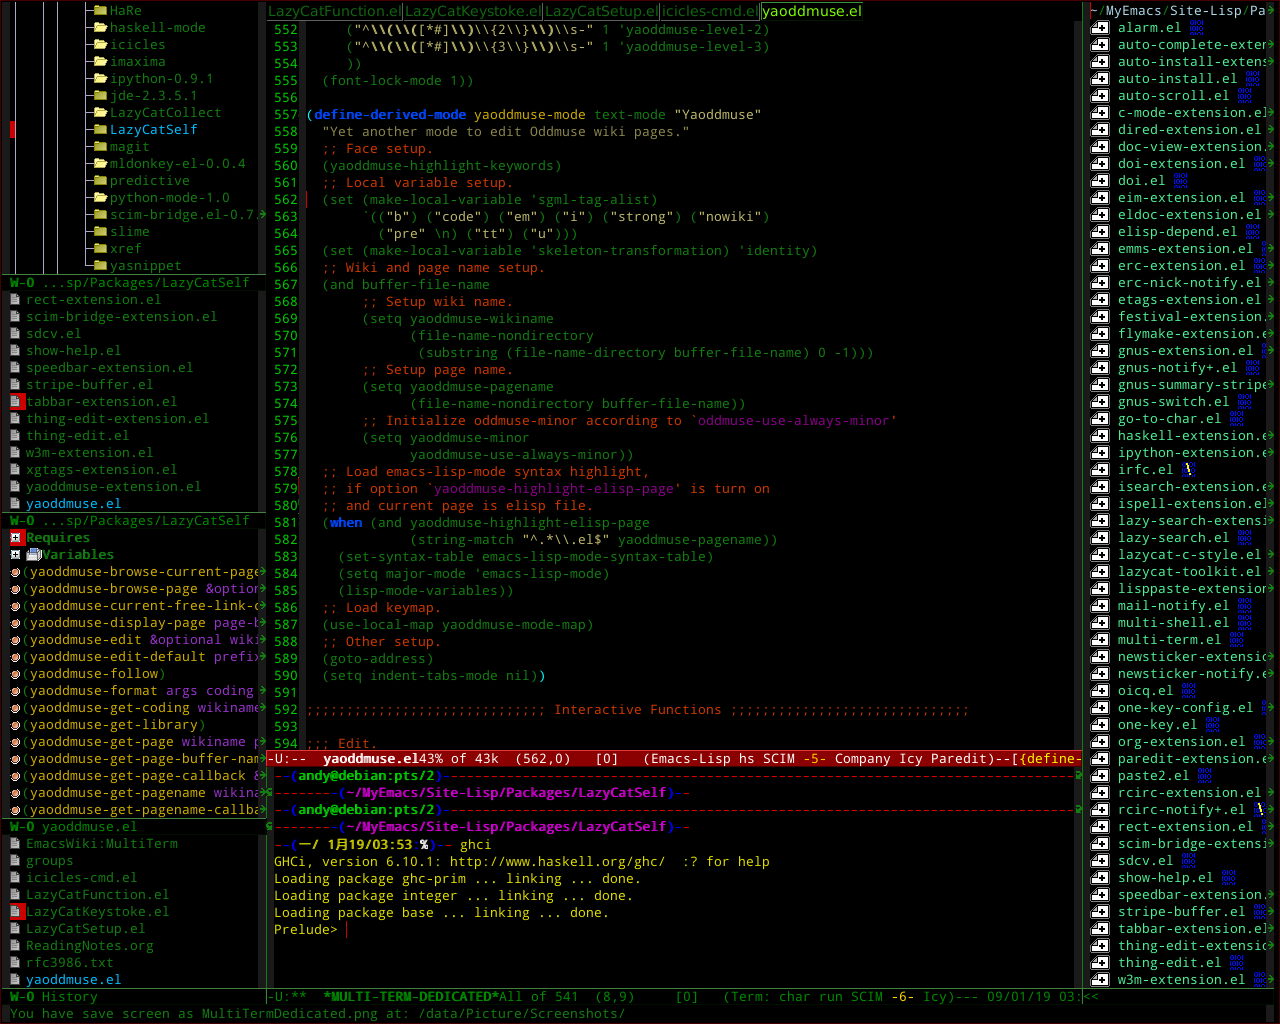 HaRe
haskell-mode
icicles
imaxima
ipython-0.9.1
jde-2.3.5.1
LazyCatCollect
LazyCatSelf
magit
mldonkey-el-0.0.4
predictive
python-mode-1.0
scim-bridge.el-0.7.
slime
xref
yasnippet
W-O ...sp/Packages/LazyCatSelf
rect-extension.el
scim-bridge-extension.el
sdcv.el
show-help.el
speedbar-extension.el
stripe-buffer.el
tabbar-extension.el
thing-edit-extension.el
thing-edit.el
w3m-extension.el
xgtags-extension.el
yaoddmuse-extension.el
yaoddmuse.el
W-O ...sp/Packages/LazyCatSelf
Requires
Variables
(yaoddmuse-browse-current-page
(yaoddmuse-browse-page &option
(yaoddmuse-current-free-link-c
(yaoddmuse-display-page page-b
(yaoddmuse-edit &optional wiki
(yaoddmuse-edit-default prefix
(yaoddmuse-follow)
(yaoddmuse-format args coding
(yaoddmuse-get-coding wikiname
(yaoddmuse-get-library)
(yaoddmuse-get-page wikiname p
(yaoddmuse-get-page-buffer-nam
(yaoddmuse-get-page-callback &
(yaoddmuse-get-pagename wikina
(yaoddmuse-get-pagename-callba
W-O yaoddmuse.el
EmacsWiki:MultiTerm
groups
icicles-cmd.el
LazyCatFunction.el
LazyCatKeystoke.el
LazyCatSetup.el
ReadingNotes.org
rfc3986.txt
yaoddmuse.el
W-O History
LazyCatFunction.el LazyCatKeystoke.el LazyCatSetup.el icicles-cmd.el yaoddmuse.el
552 ("^\\(\\([*#]\\)\\{2\\}\\)\\s-" 1 'yaoddmuse-level-2)
553 ("^\\(\\([*#]\\)\\{3\\}\\)\\s-" 1 'yaoddmuse-level-3)
554 ))
555 (font-lock-mode 1))
556
557 (define-derived-mode yaoddmuse-mode text-mode "Yaoddmuse"
558 "Yet another mode to edit Oddmuse wiki pages."
559 ;; Face setup.
560 (yaoddmuse-highlight-keywords)
561 ;; Local variable setup.
562 (set (make-local-variable 'sgml-tag-alist)
563 `(("b") ("code") ("em") ("i") ("strong") ("nowiki")
564 ("pre" \n) ("tt") ("u")))
565 (set (make-local-variable 'skeleton-transformation) 'identity)
566 ;; Wiki and page name setup.
567 (and buffer-file-name
568 ;; Setup wiki name.
569 (setq yaoddmuse-wikiname
570 (file-name-nondirectory
571 (substring (file-name-directory buffer-file-name) 0 -1)))
572 ;; Setup page name.
573 (setq yaoddmuse-pagename
574 (file-name-nondirectory buffer-file-name))
575 ;; Initialize oddmuse-minor according to `oddmuse-use-always-minor'
576 (setq yaoddmuse-minor
577 yaoddmuse-use-always-minor))
578 ;; Load emacs-lisp-mode syntax highlight,
579 ;; if option `yaoddmuse-highlight-elisp-page' is turn on
580 ;; and current page is elisp file.
581 (when (and yaoddmuse-highlight-elisp-page
582 (string-match "^.*\\.el$" yaoddmuse-pagename))
583 (set-syntax-table emacs-lisp-mode-syntax-table)
584 (setq major-mode 'emacs-lisp-mode)
585 (lisp-mode-variables))
586 ;; Load keymap.
587 (use-local-map yaoddmuse-mode-map)
588 ;; Other setup.
589 (goto-address)
590 (setq indent-tabs-mode nil))
591
592 ;;;;;;;;;;;;;;;;;;;;;;;;;;;;;; Interactive Functions ;;;;;;;;;;;;;;;;;;;;;;;;;;;;;;
593
594 ;;; Edit.
-U:-- yaoddmuse.el43% of 43k (562,0) [0] (Emacs-Lisp hs SCIM -5- Company Icy Paredit)--[{define-
--(andy@debian:pts/2)--------
--------(~/MyEmacs/Site-Lisp/Packages/LazyCatSelf)--
--(andy@debian:pts/2)--------
--------(~/MyEmacs/Site-Lisp/Packages/LazyCatSelf)--
--(一/ 1月19/03:53:%)-- ghci
GHCi, version 6.10.1: http://www.haskell.org/ghc/ :? for help
Loading package ghc-prim ... linking ... done.
Loading package integer ... linking ... done.
Loading package base ... linking ... done.
Prelude>
-U:** *MULTI-TERM-DEDICATED*All of 541 (8,9) [0] (Term: char run SCIM -6- Icy)--- 09/01/19 03:<<
~/MyEmacs/Site-Lisp/Pa
alarm.el
auto-complete-exten
auto-install-extens
auto-install.el
auto-scroll.el
c-mode-extension.el
dired-extension.el
doc-view-extension.
doi-extension.el
doi.el
eim-extension.el
eldoc-extension.el
elisp-depend.el
emms-extension.el
erc-extension.el
erc-nick-notify.el
etags-extension.el
festival-extension.
flymake-extension.e
gnus-extension.el
gnus-notify+.el
gnus-summary-stripe
gnus-switch.el
go-to-char.el
haskell-extension.e
ipython-extension.e
irfc.el
isearch-extension.e
ispell-extension.el
lazy-search-extensi
lazy-search.el
lazycat-c-style.el
lazycat-toolkit.el
lisppaste-extension
mail-notify.el
multi-shell.el
multi-term.el
newsticker-extensio
newsticker-notify.e
oicq.el
one-key-config.el
one-key.el
org-extension.el
paredit-extension.e
paste2.el
rcirc-extension.el
rcirc-notify+.el
rect-extension.el
scim-bridge-extensi
sdcv.el
show-help.el
speedbar-extension.
stripe-buffer.el
tabbar-extension.el
thing-edit-extensio
thing-edit.el
w3m-extension.el
You have save screen as MultiTermDedicated.png at: /data/Picture/Screenshots/